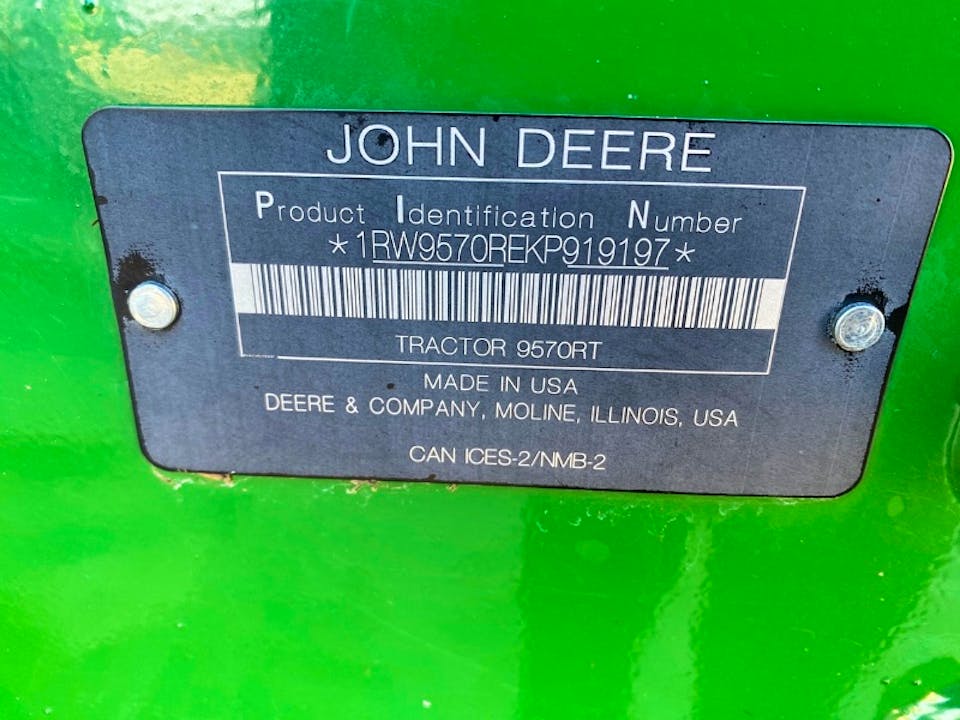 JOHN DEERE
Product Identification Number
*1RW9570REKP919197*
TRACTOR 9570RT
MADE IN USA
DEERE & COMPANY, MOLINE, ILLINOIS, USA
CAN ICES-2/NMB-2